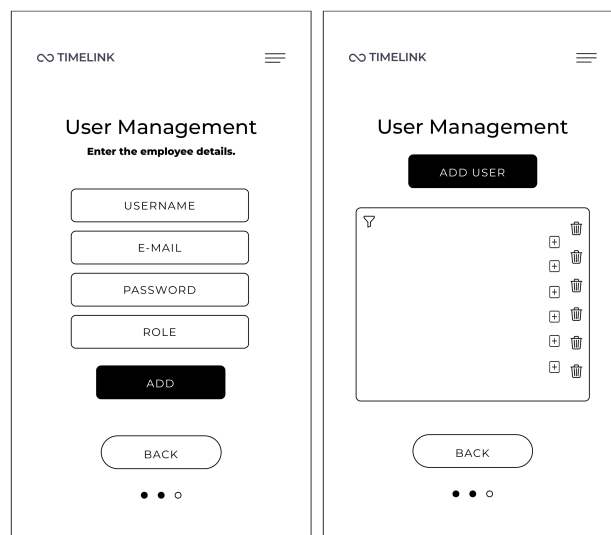 TIMELINK
User Management
Enter the employee details.
USERNAME
E-MAIL
PASSWORD
ROLE
ADD
BACK
TIMELINK
User Management
ADD USER
BACK